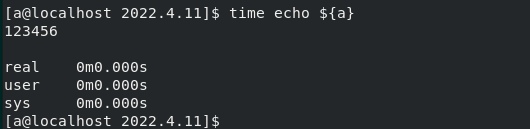 [a@localhost 2022.4.11]$ time echo ${a}
123456
real    0m0.000s
user    0m0.000s
sys     0m0.000s
[a@localhost 2022.4.11]$